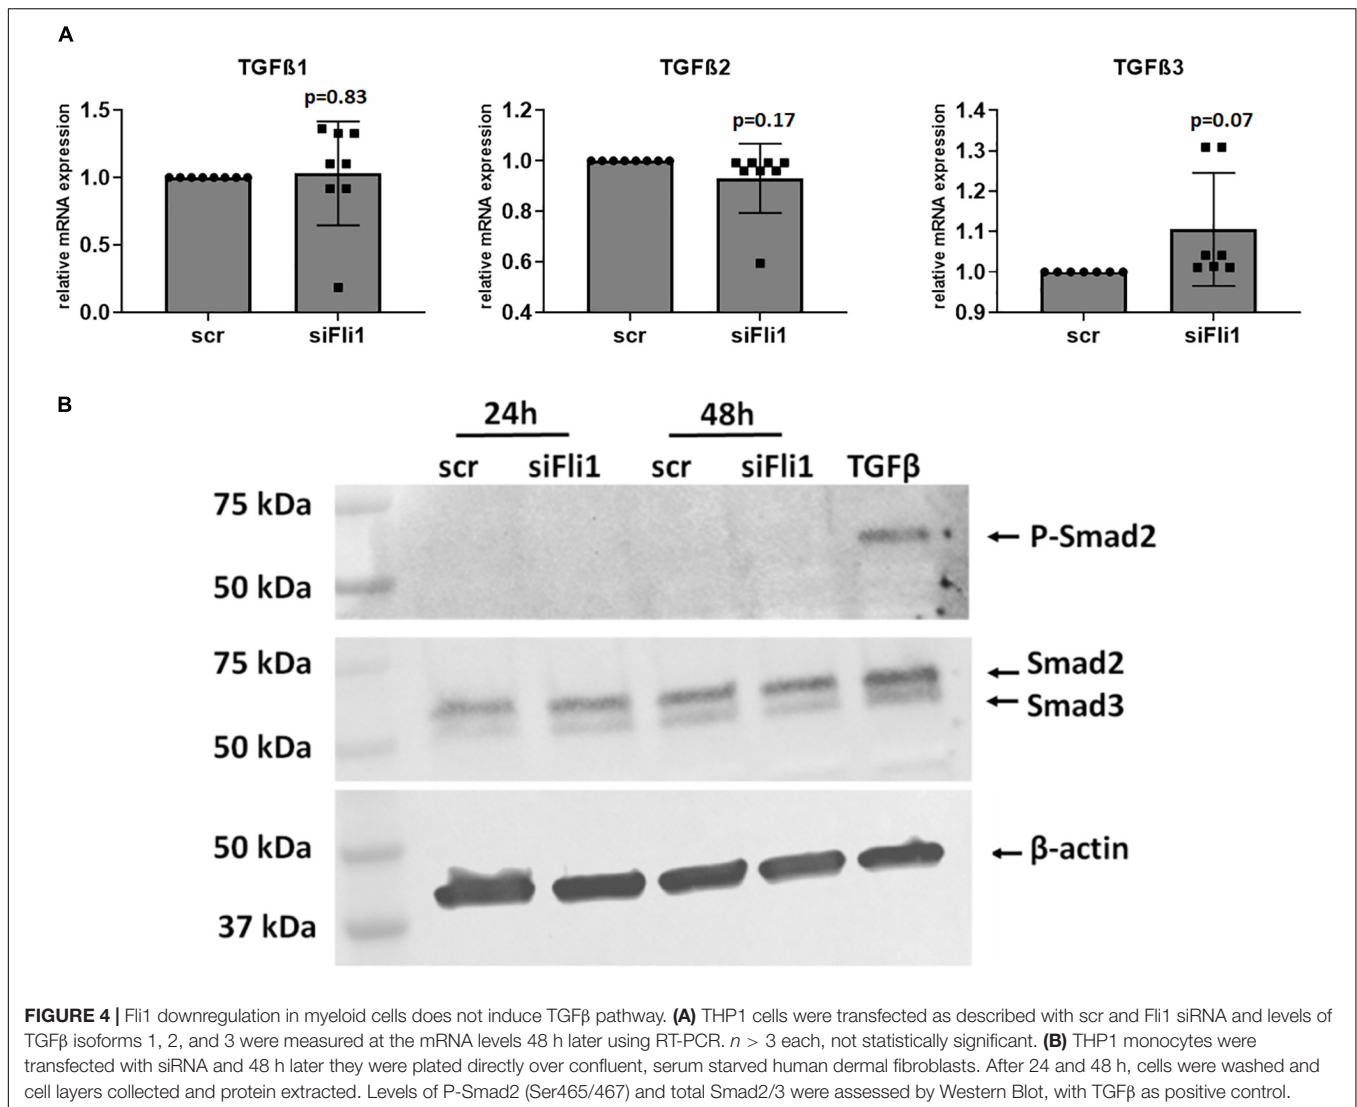 A
TGFß1
TGFß2
TGFß3
relative mRNA expression
1.5
1.0
0.5
0.0
p=0.83
scr
siFli1
relative mRNA expression
1.2
1.0
0.8
0.6
0.4
p=0.17
scr
siFli1
relative mRNA expression
1.4
1.3
1.2
1.1
1.0
0.9
p=0.07
scr
siFli1
B
24h
48h
scr
siFli1
scr
siFli1
TGFβ
75 kDa
50 kDa
P-Smad2
75 kDa
50 kDa
Smad2
Smad3
50 kDa
37 kDa
β-actin
FIGURE 4 | Fli1 downregulation in myeloid cells does not induce TGFβ pathway. (A) THP1 cells were transfected as described with scr and Fli1 siRNA and levels of
TGFβ isoforms 1, 2, and 3 were measured at the mRNA levels 48 h later using RT-PCR. n > 3 each, not statistically significant. (B) THP1 monocytes were
transfected with siRNA and 48 h later they were plated directly over confluent, serum starved human dermal fibroblasts. After 24 and 48 h, cells were washed and
cell layers collected and protein extracted. Levels of P-Smad2 (Ser465/467) and total Smad2/3 were assessed by Western Blot, with TGFβ as positive control.